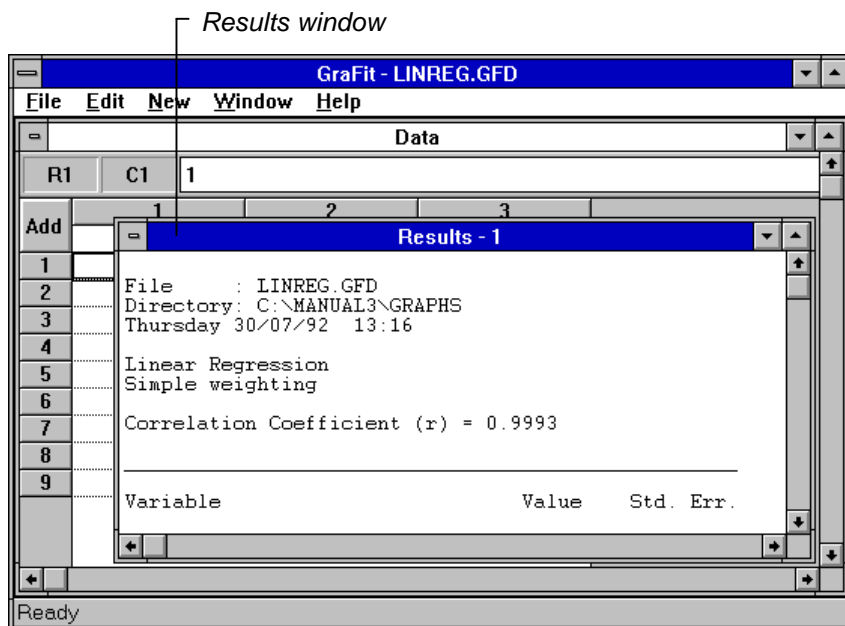 Results window
GraFit - LINREG.GFD
File Edit New Window Help
Data
R1 C1 1
Add 1 2 3
Results - 1
1
2
3
4
5
6
7
8
9
File : LINREG.GFD
Directory: C:\MANUAL3\GRAPHS
Thursday 30/07/92 13:16
Linear Regression
Simple weighting
Correlation Coefficient (r) = 0.9993
Variable Value Std. Err.
Ready